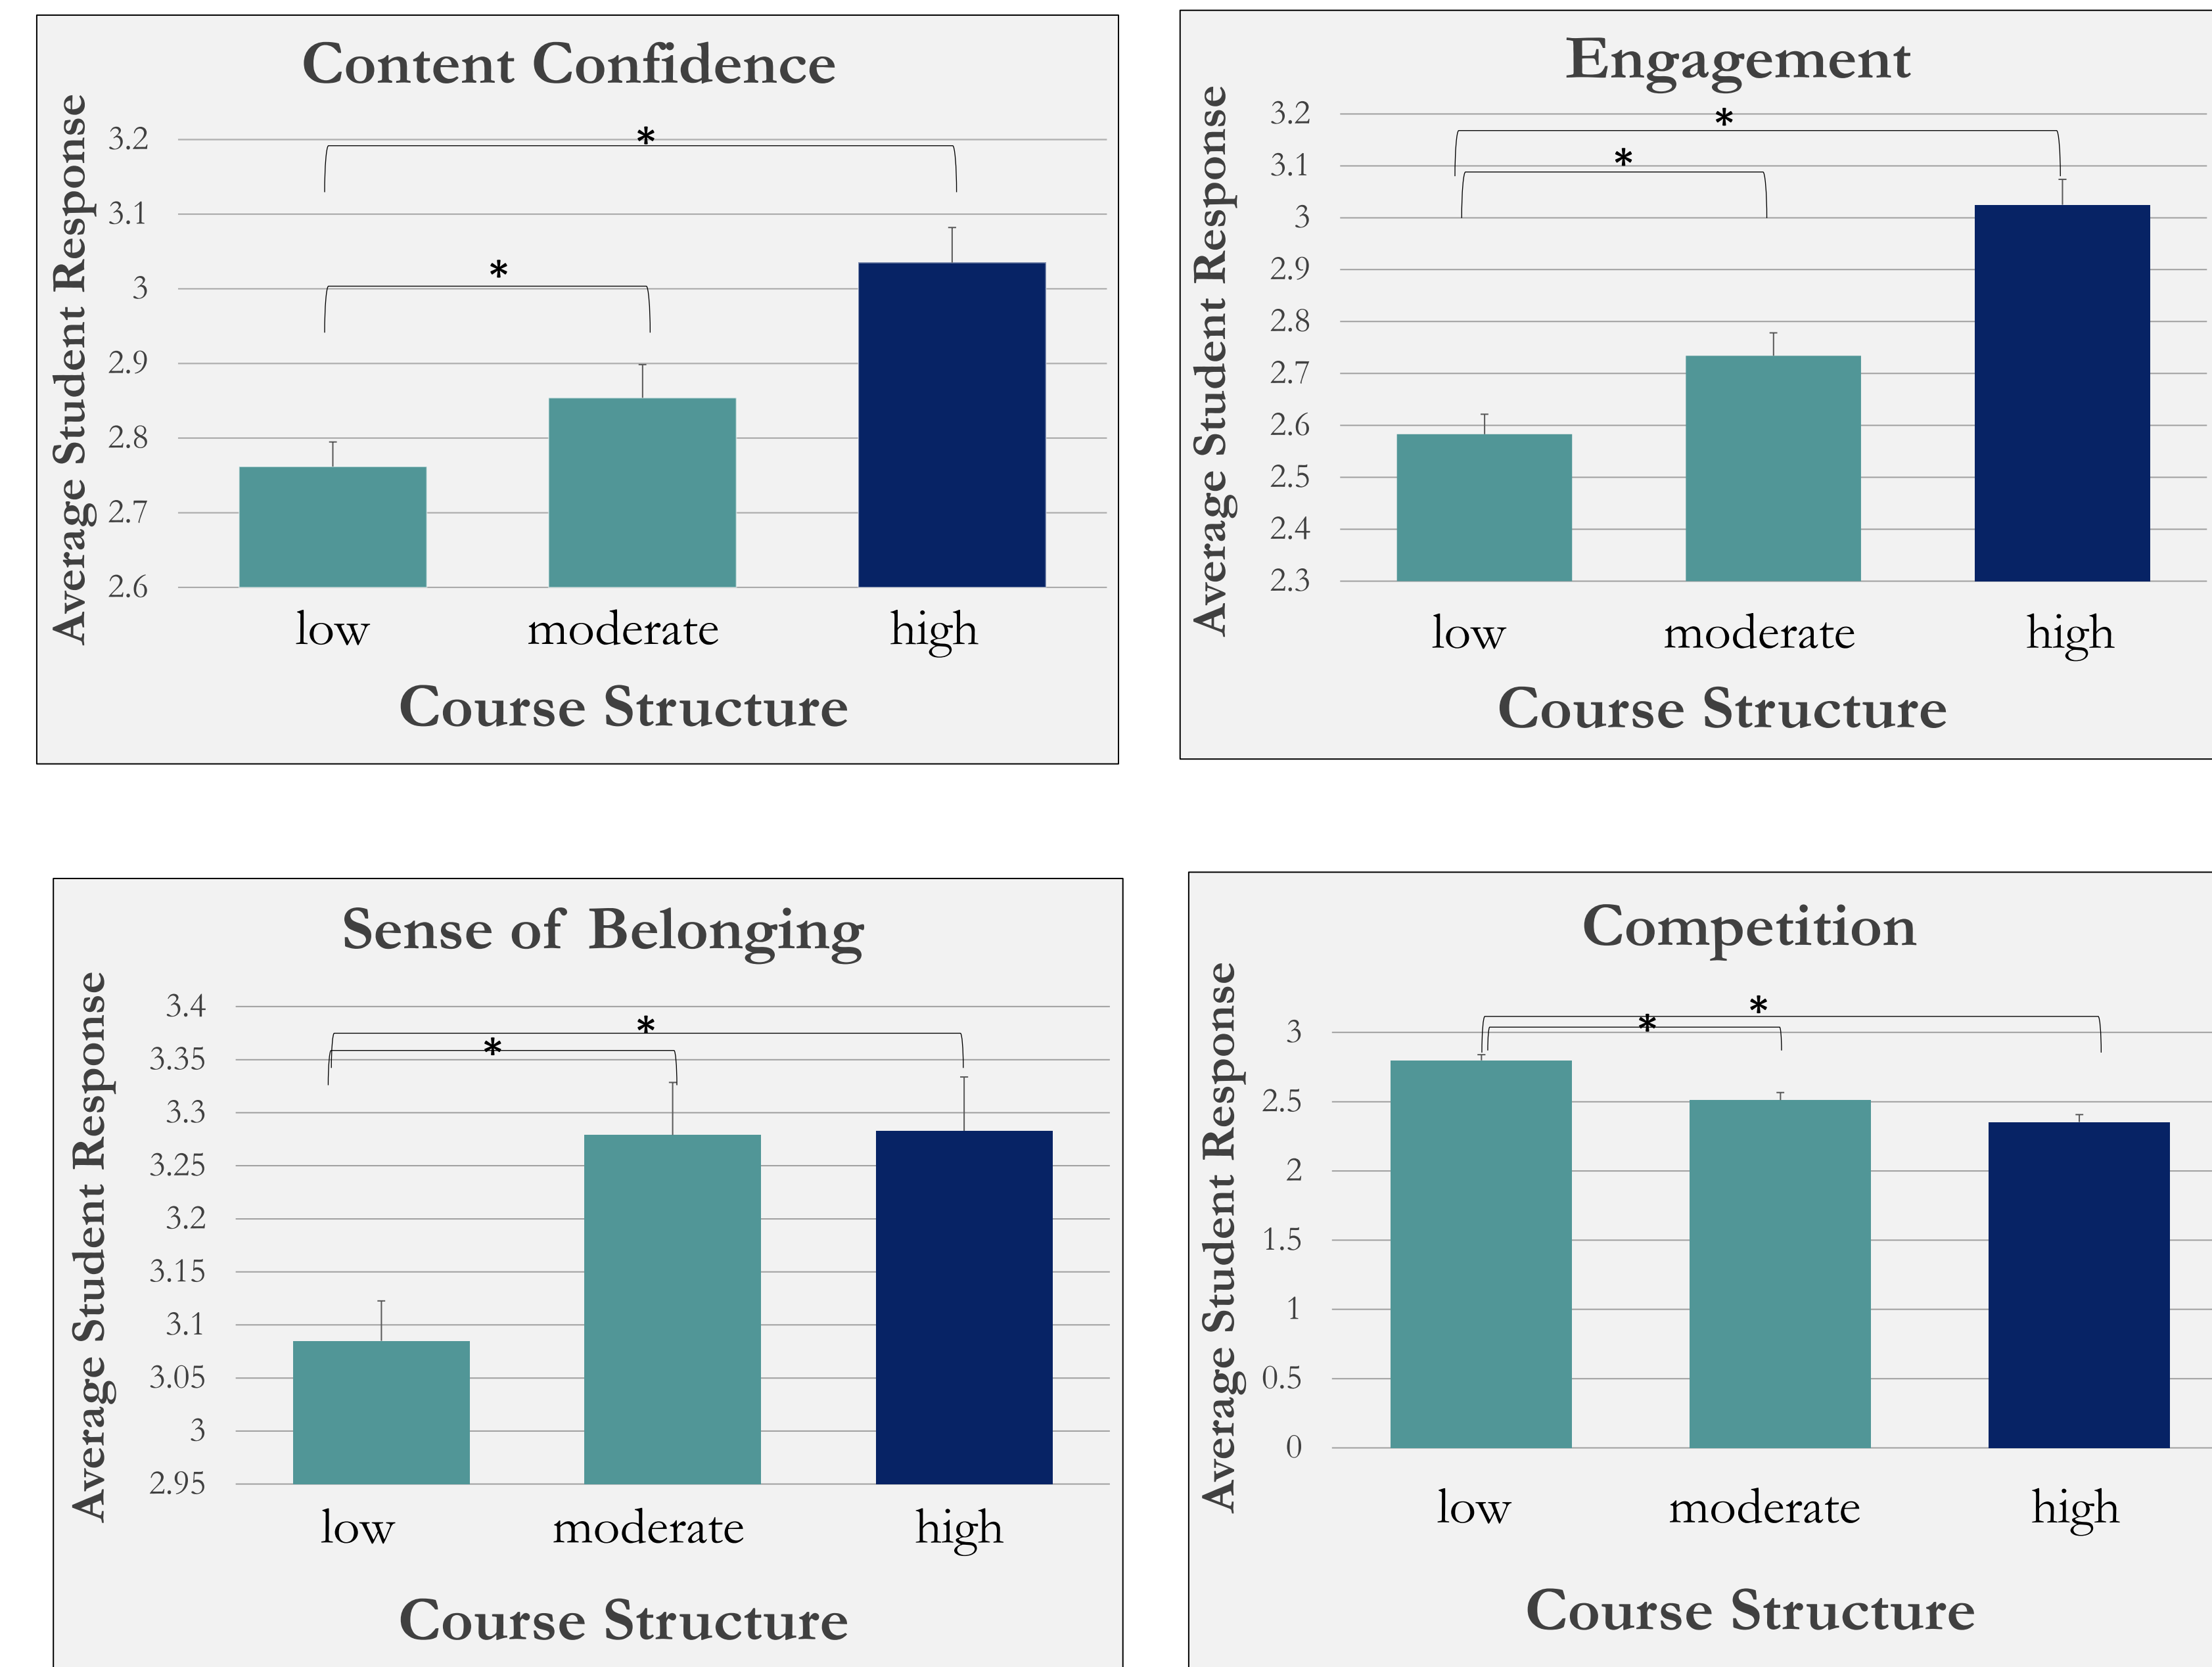 Content Confidence
Average Student Response
3.2
3.1
3
2.9
2.8
2.7
2.6
*
*
low moderate high
Course Structure
Engagement
Average Student Response
3.2
3.1
3
2.9
2.8
2.7
2.6
2.5
2.4
2.3
*
*
low moderate high
Course Structure
Sense of Belonging
Average Student Response
3.4
3.35
3.3
3.25
3.2
3.15
3.1
3.05
3
2.95
*
*
low moderate high
Course Structure
Competition
Average Student Response
3
2.5
2
1.5
1
0.5
0
*
*
low moderate high
Course Structure